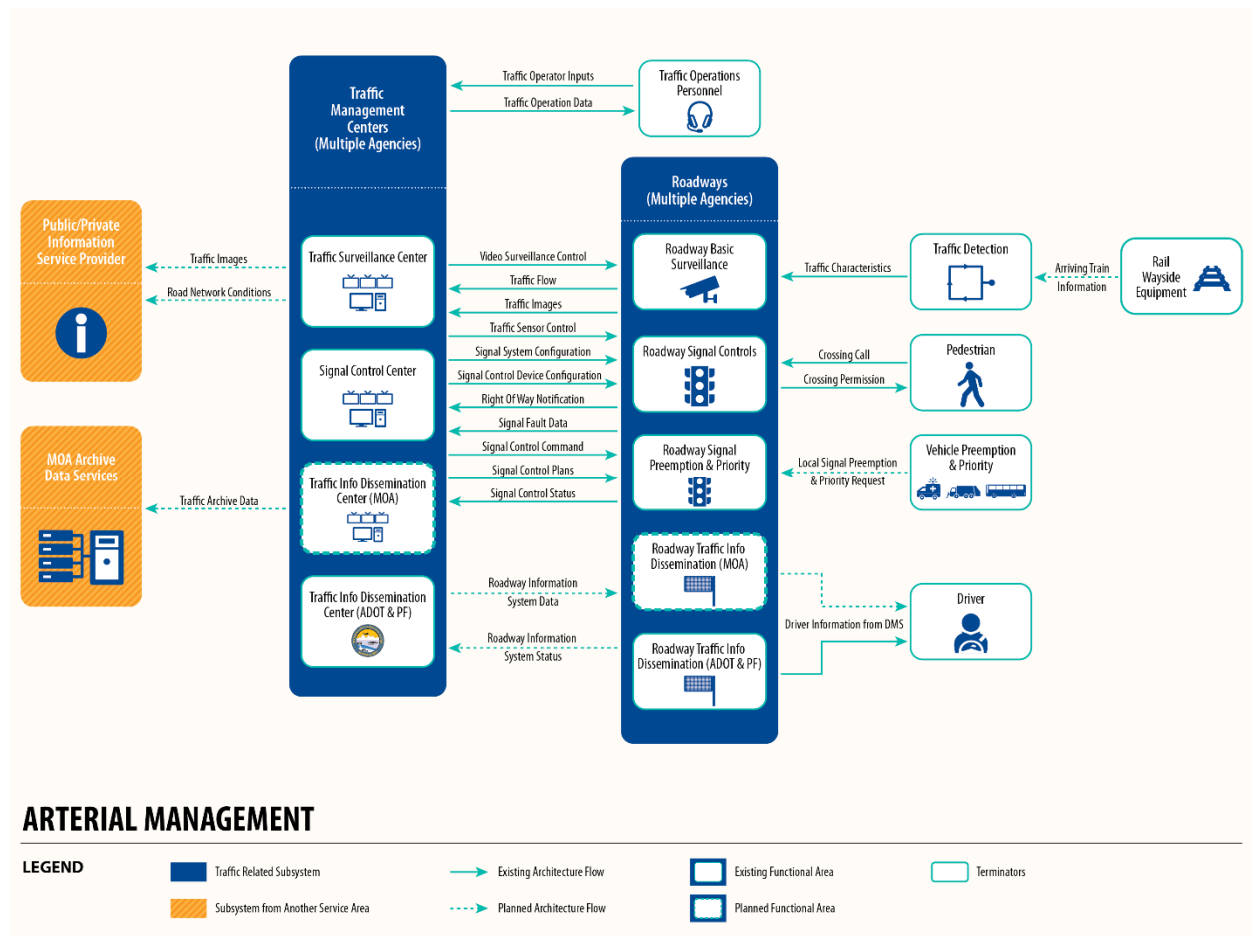 Traffic
Management
Centers
(Multiple Agencies)
Traffic Operator Inputs
Traffic Operation Data
Traffic Operations
Personnel
Roadways
(Multiple Agencies)
Public/Private
Information
Service Provider
Traffic Images
Road Network Conditions
Traffic Surveillance Center
Video Surveillance Control
Traffic Flow
Traffic Images
Traffic Sensor Control
Roadway Basic
Surveillance
Traffic Characteristics
Traffic Detection
Arriving Train
Information
Rail
Wayside
Equipment
Signal Control Center
Signal System Configuration
Signal Control Device Configuration
Right Of Way Notification
Signal Fault Data
Roadway Signal Controls
Crossing Call
Crossing Permission
Pedestrian
MOA Archive
Data Services
Traffic Archive Data
Traffic Info Dissemination
Center (MOA)
Signal Control Command
Signal Control Plans
Signal Control Status
Roadway Signal
Preemption & Priority
Local Signal Preemption
& Priority Request
Vehicle Preemption
& Priority
Traffic Info Dissemination
Center (ADOT & PF)
Roadway Information
System Data
Roadway Information
System Status
Roadway Traffic Info
Dissemination (MOA)
Roadway Traffic Info
Dissemination (ADOT & PF)
Driver Information from DMS
Driver
ARTERIAL MANAGEMENT
LEGEND
Traffic Related Subsystem
Existing Architecture Flow
Existing Functional Area
Terminators
Subsystem from Another Service Area
Planned Architecture Flow
Planned Functional Area